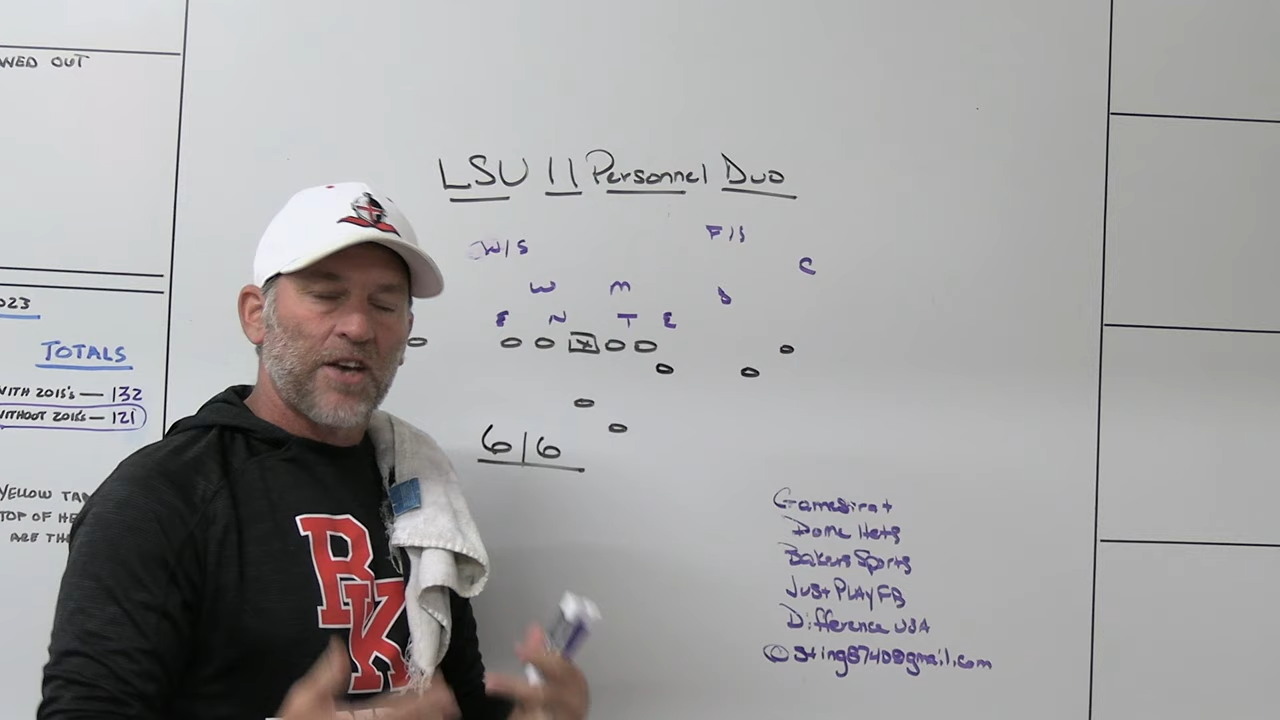 WED OUT
LSU 11 Personnel Duo
W/S F/S
C
W M
E N T E
023
TOTALS
WITH 2015's — 132
WITHOUT 2015's — 121
6/6
YELLOW TA
TOP OF HE
ARE TH
RK
Gamestrat
Dome Hets
Bakers Sports
JUST PLAY FB
Difference USA